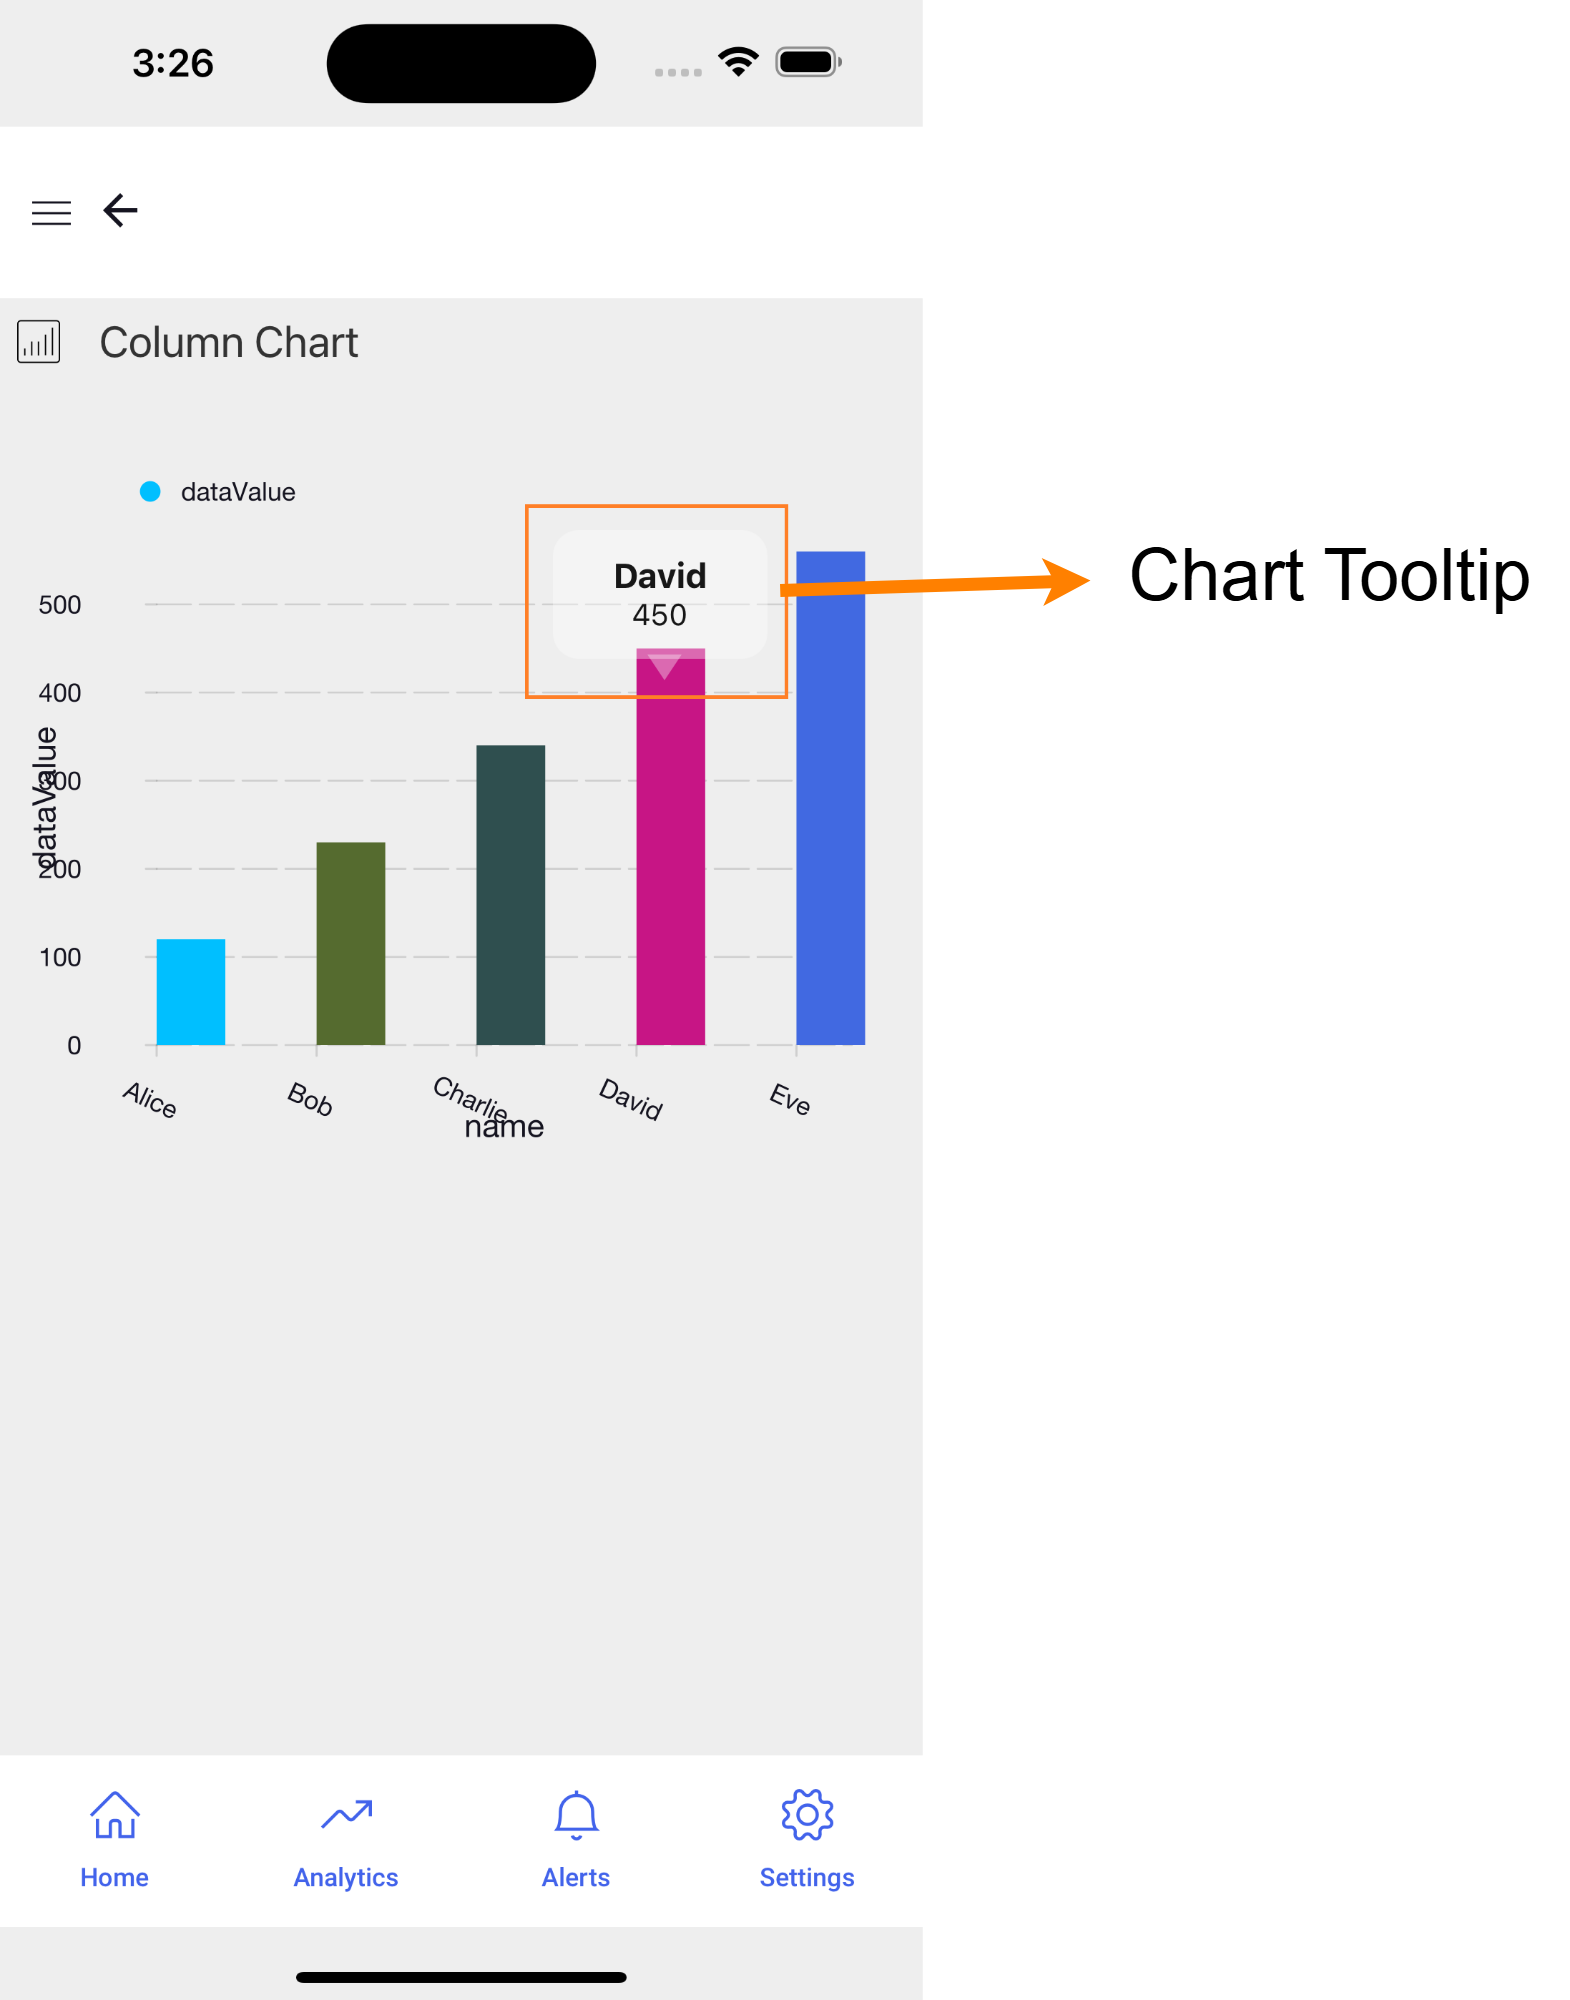 3:26
Column Chart
dataValue
David
450
Chart Tooltip
500
400
300
200
100
0
dataValue
Alice
Bob
Charlie
David
Eve
name
Home
Analytics
Alerts
Settings